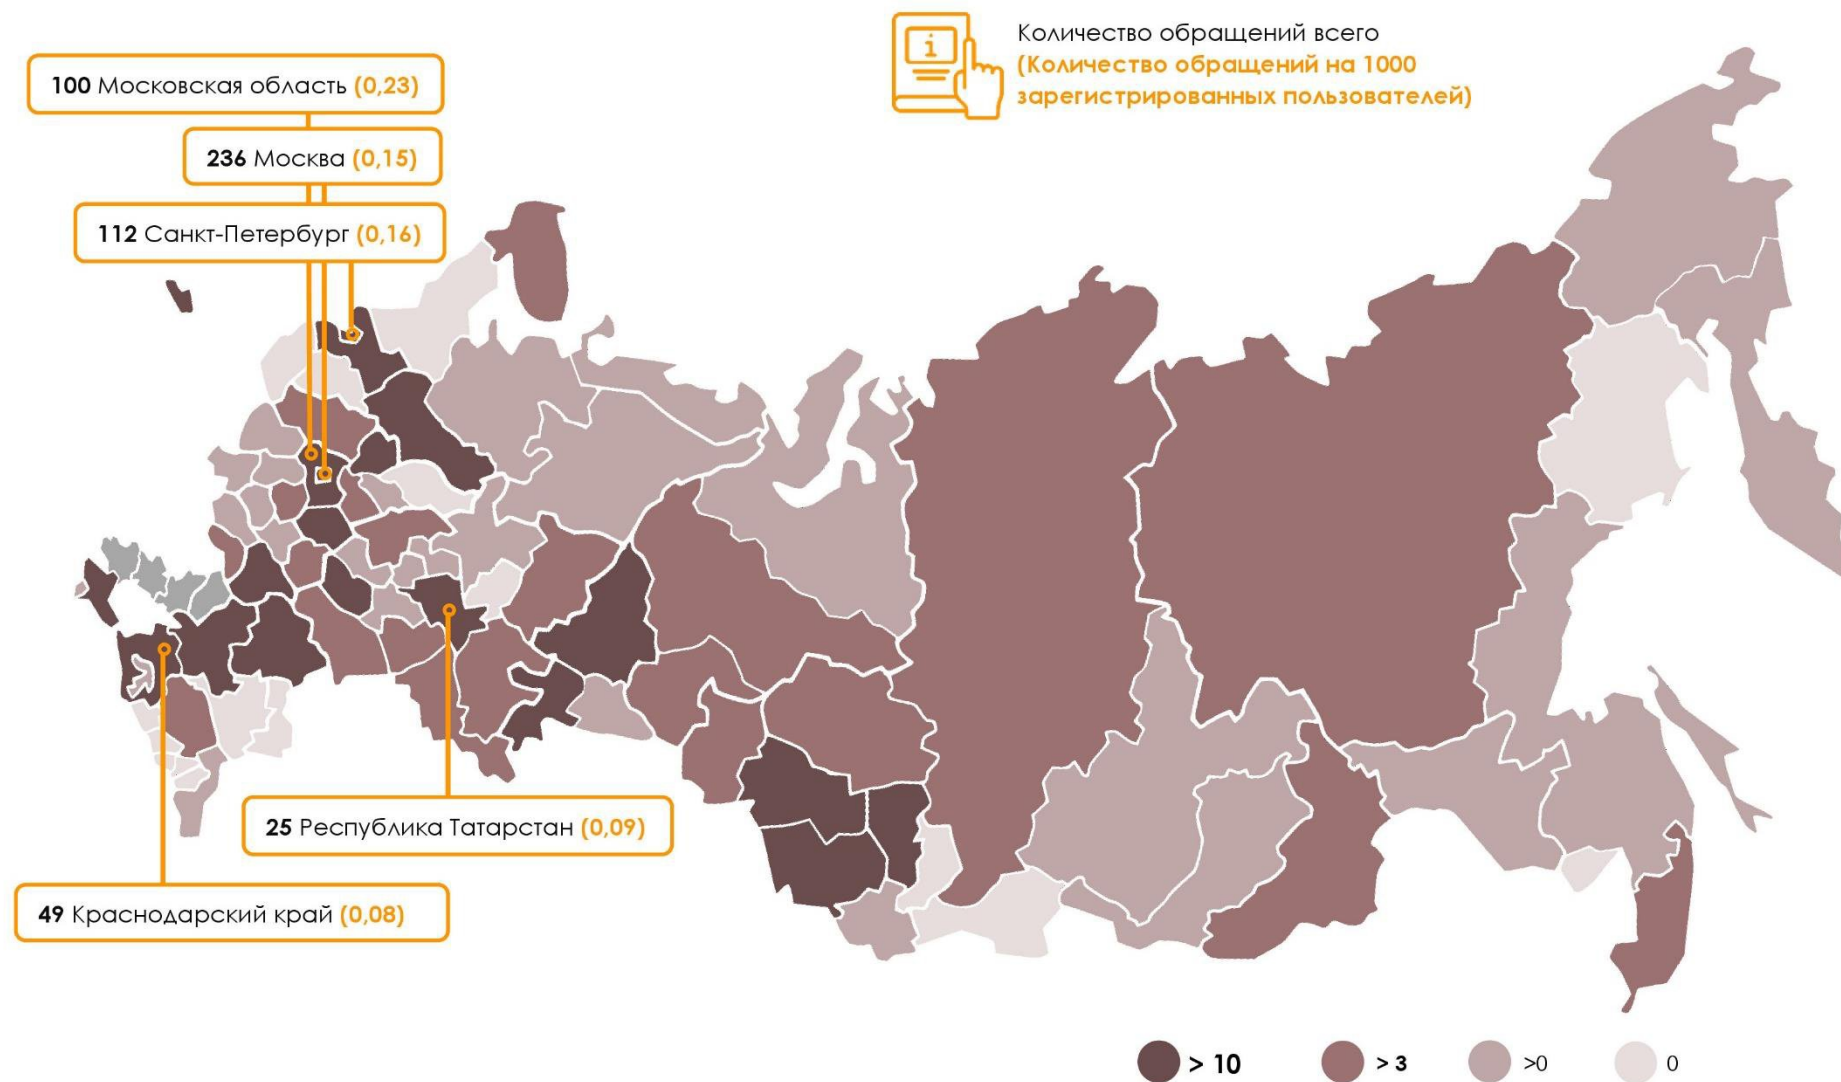 Количество обращений всего
(Количество обращений на 1000
зарегистрированных пользователей)
100 Московская область (0,23)
236 Москва (0,15)
112 Санкт-Петербург (0,16)
25 Республика Татарстан (0,09)
49 Краснодарский край (0,08)
> 10
> 3
>0
0